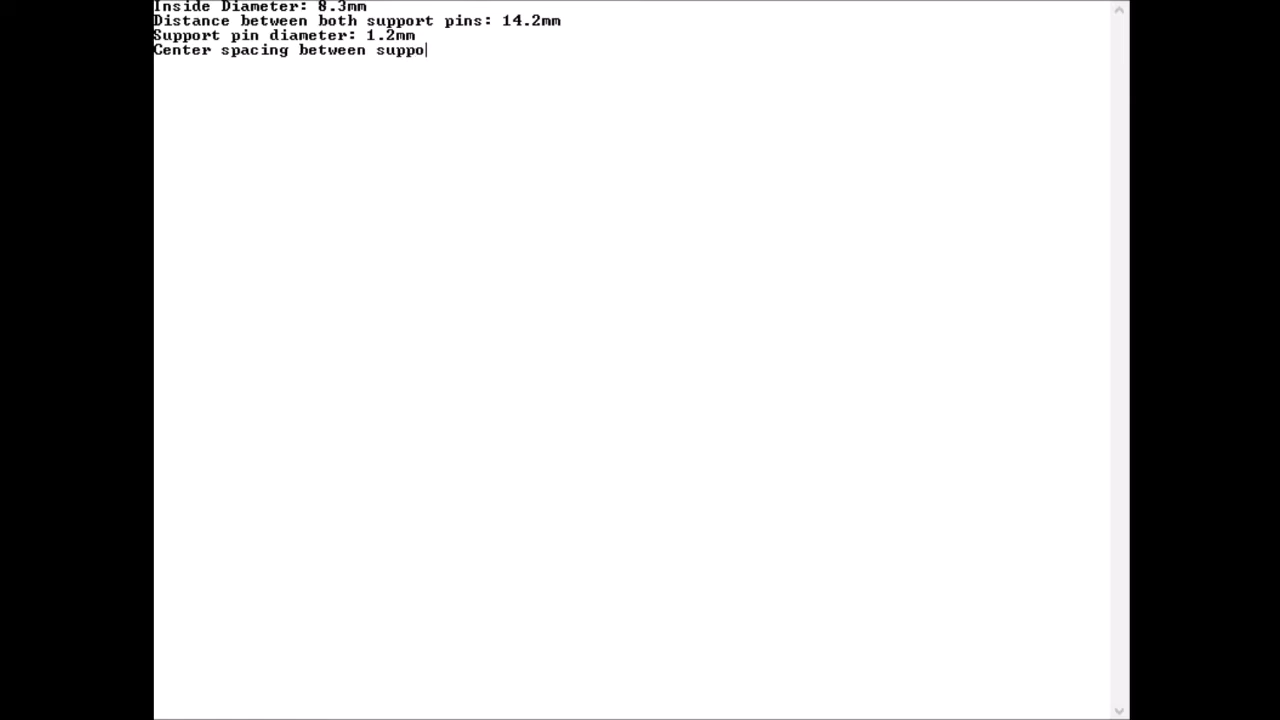 Inside Diameter: 8.3mm
Distance between both support pins: 14.2mm
Support pin diameter: 1.2mm
Center spacing between suppo